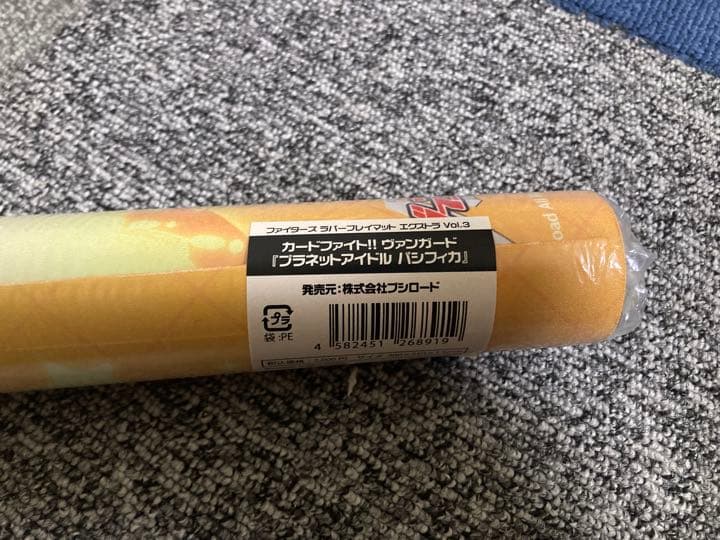 ファイターズ ラバープレイマット エクストラ Vol.3
カードファイト!! ヴァンガード
『プラネットアイドル パシフィカ』
発売元:株式会社ブシロード
プラ
袋:PE
4 582451 268919
oad All